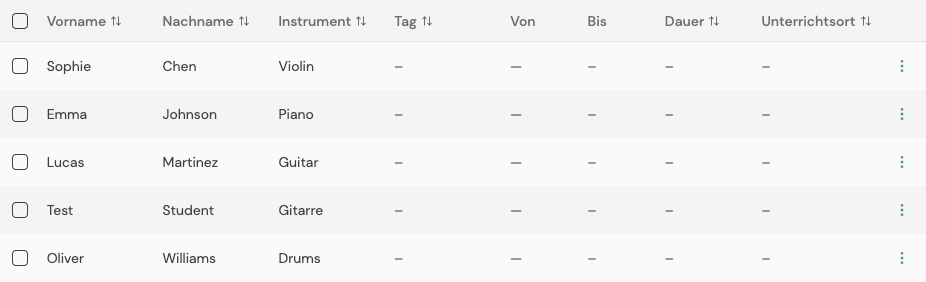 Vorname Nachname Instrument Tag Von Bis Dauer Unterrichtsort
Sophie Chen Violin – — – – –
Emma Johnson Piano – — – – –
Lucas Martinez Guitar – — – – –
Test Student Gitarre – — – – –
Oliver Williams Drums – — – – –